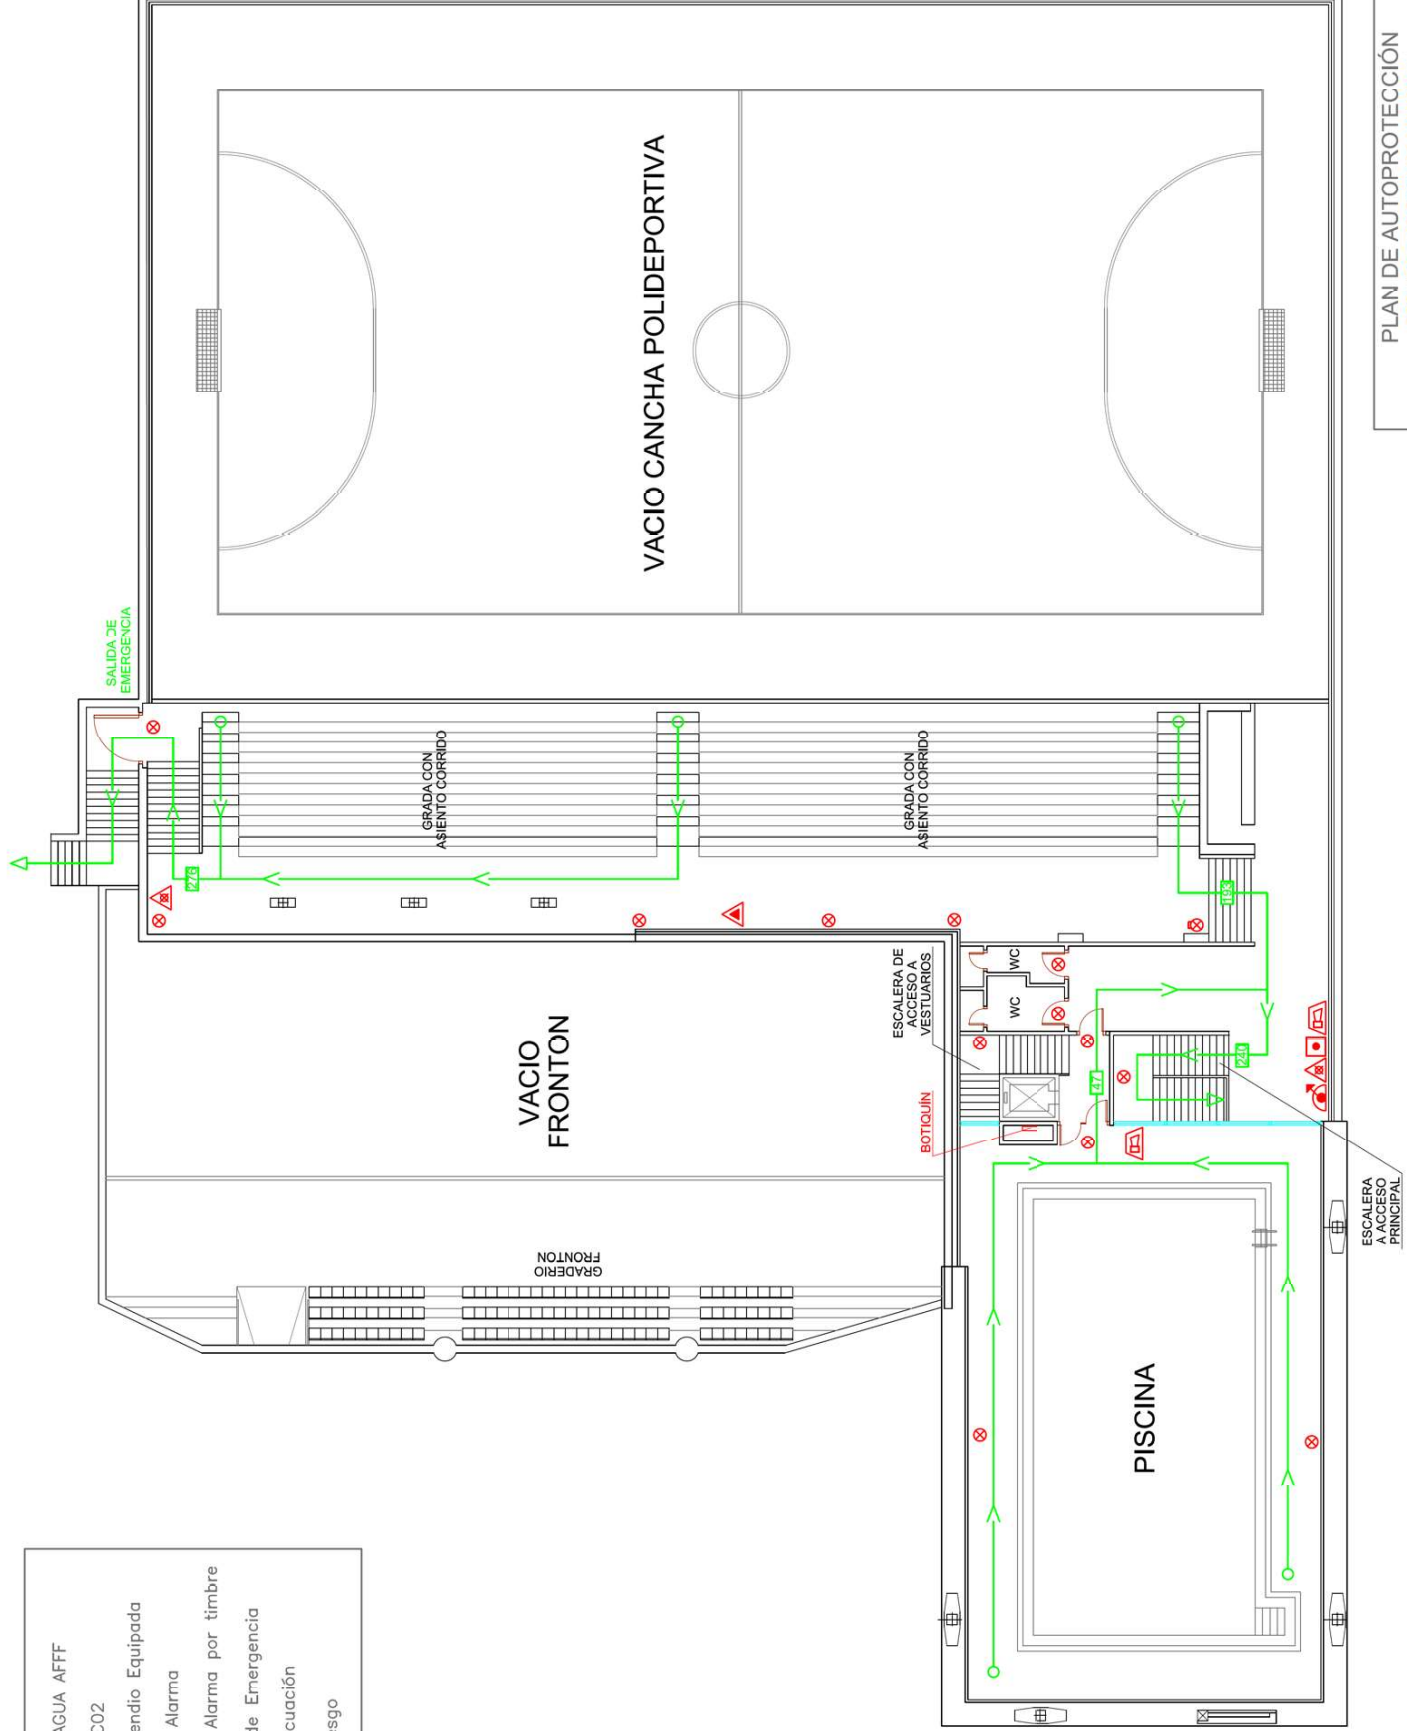 SALIDA DE
EMERGENCIA
VACIO CANCHA POLIDEPORTIVA
PLAN DE AUTOPROTECCIÓN
GRADA CON
ASIENTO CORRIDO
GRADA CON
ASIENTO CORRIDO
276
193
ESCALERA DE
ACCESO A
VESTUARIOS
WC
WC
VACIO
FRONTON
BOTIQUÍN
47
240
ESCALERA
A ACCESO
PRINCIPAL
GRADERIO
FRONTON
PISCINA
AGUA AFFF
CO2
endio Equipada
Alarma
Alarma por timbre
de Emergencia
cuación
esgo